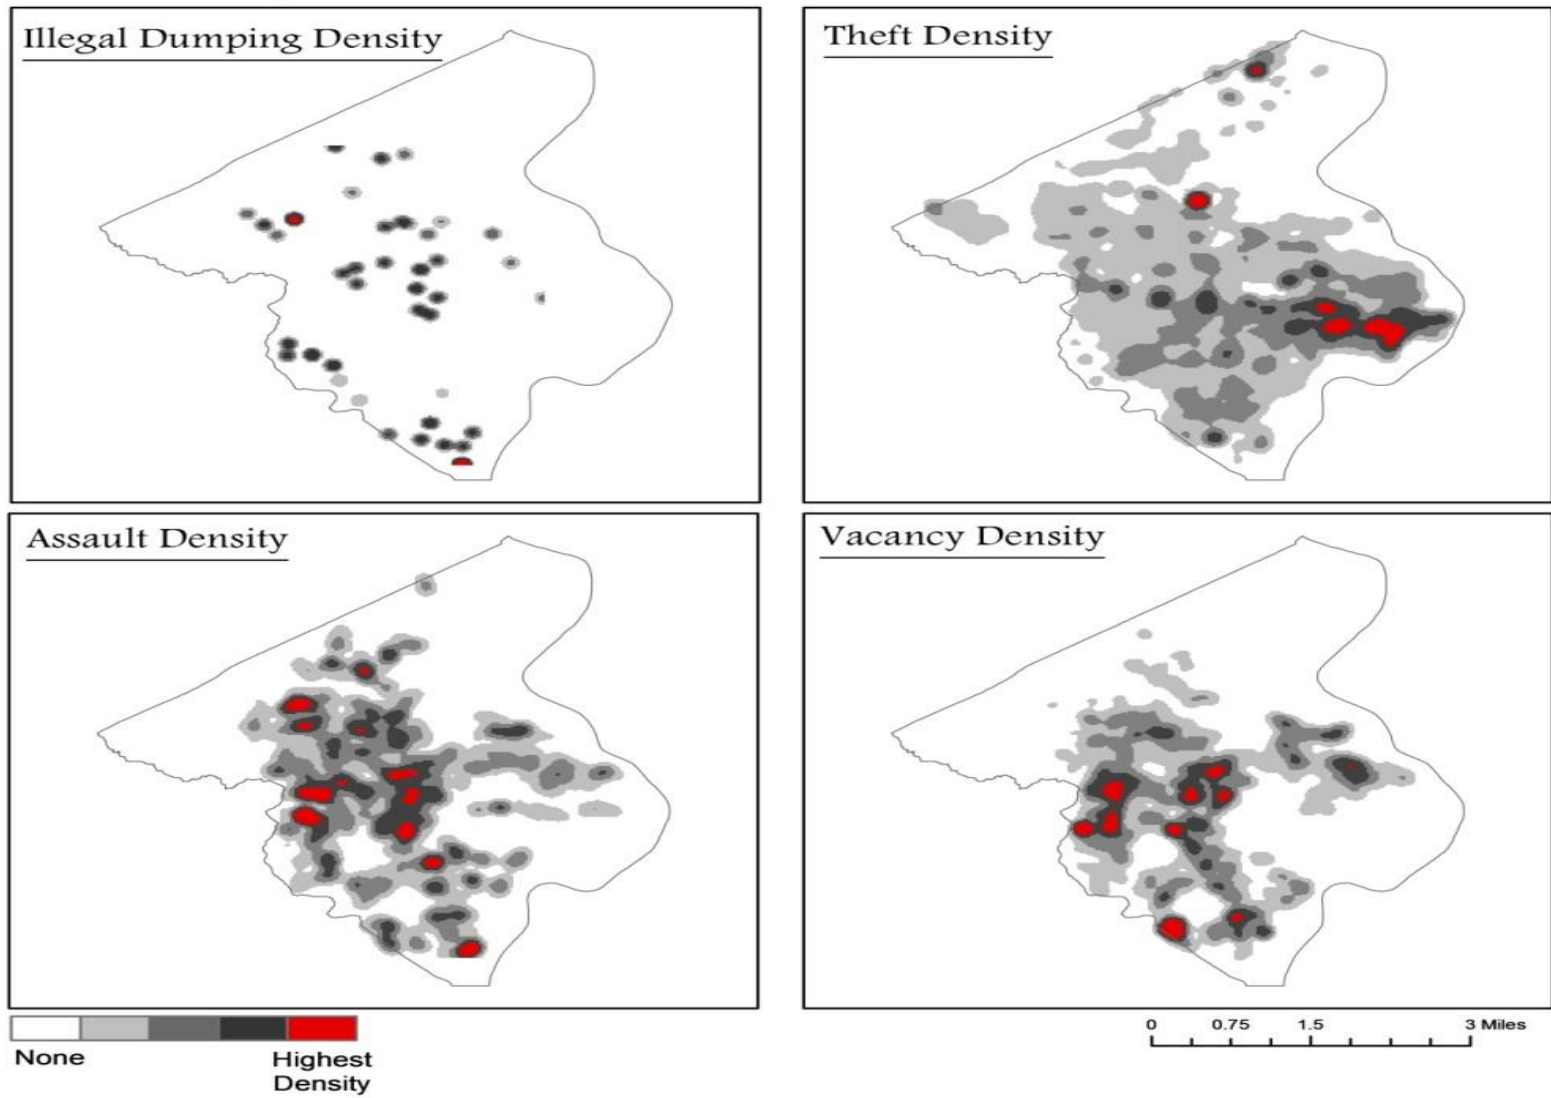 Illegal Dumping Density
Theft Density
Assault Density
Vacancy Density
None
Highest
Density
0 0.75 1.5 3 Miles